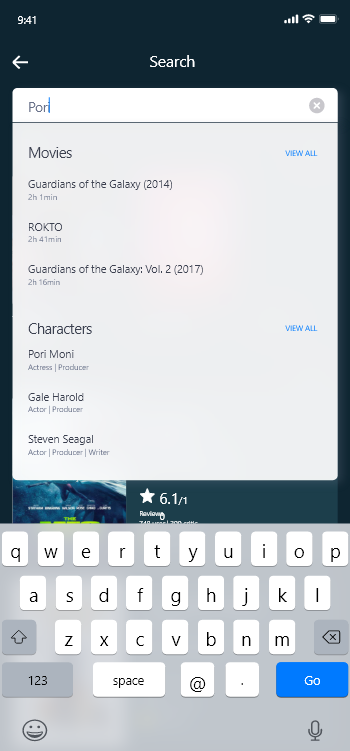 9:41
Search
Pori
Movies
VIEW ALL
Guardians of the Galaxy (2014)
2h 1min
ROKTO
2h 41min
Guardians of the Galaxy: Vol. 2 (2017)
2h 16min
Characters
VIEW ALL
Pori Moni
Actress | Producer
Gale Harold
Actor | Producer
Steven Seagal
Actor | Producer | Writer
6.1/1
THE
Reviews
q w e r t y u i o p
a s d f g h j k l
z x c v b n m
123 space @ . Go